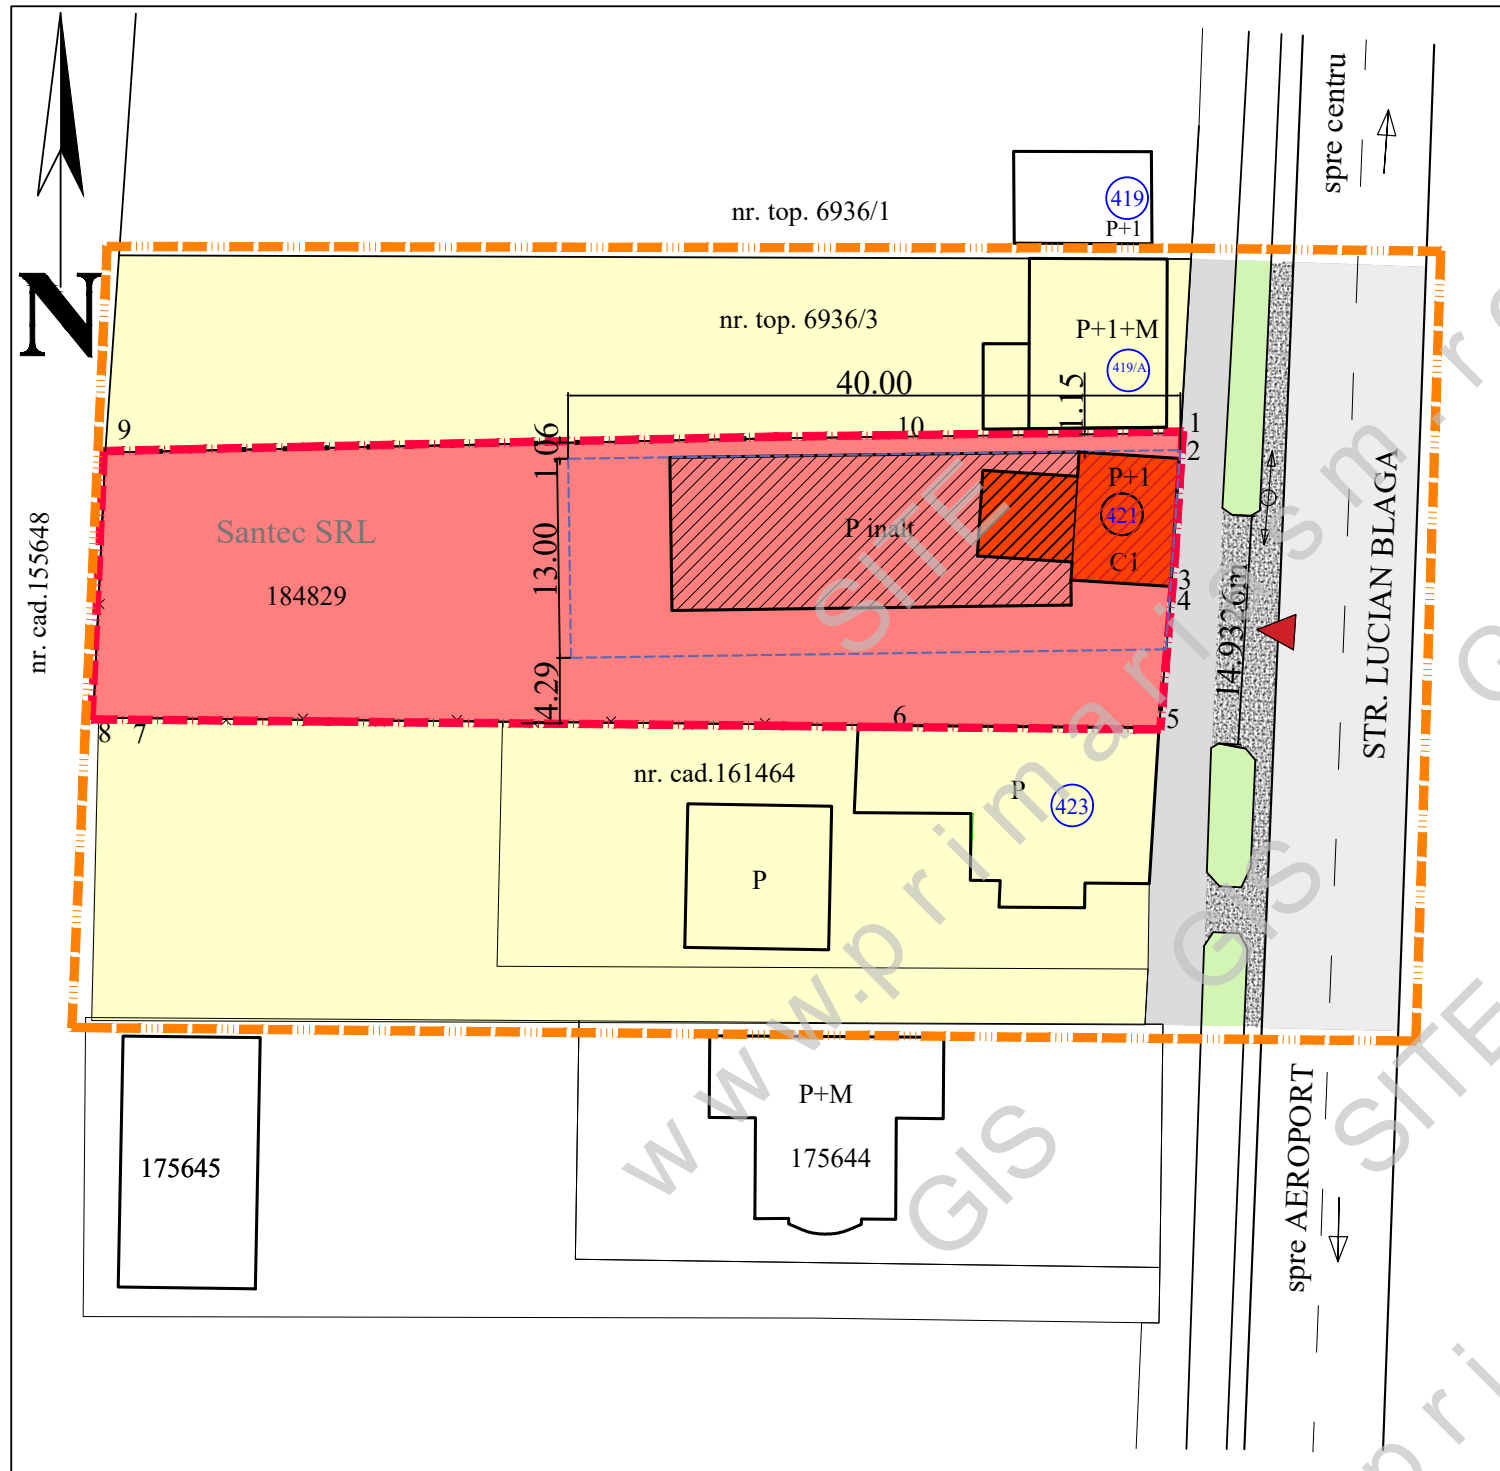 spre centru
419
P+1
nr. top. 6936/1
N
nr. top. 6936/3
P+1+M
419/A
40.00
1.15
9
10
1
1.06
2
P+1
421
C1
P inalt
SITE
Santec SRL
184829
nr. cad.155648
13.00
3
4
14.9326m
STR. LUCIAN BLAGA
4.29
8
7
6
5
nr. cad.161464
P
423
P
GIS
www.primariasm.ro
SITE
P+M
175644
175645
GIS
spre AEROPORT